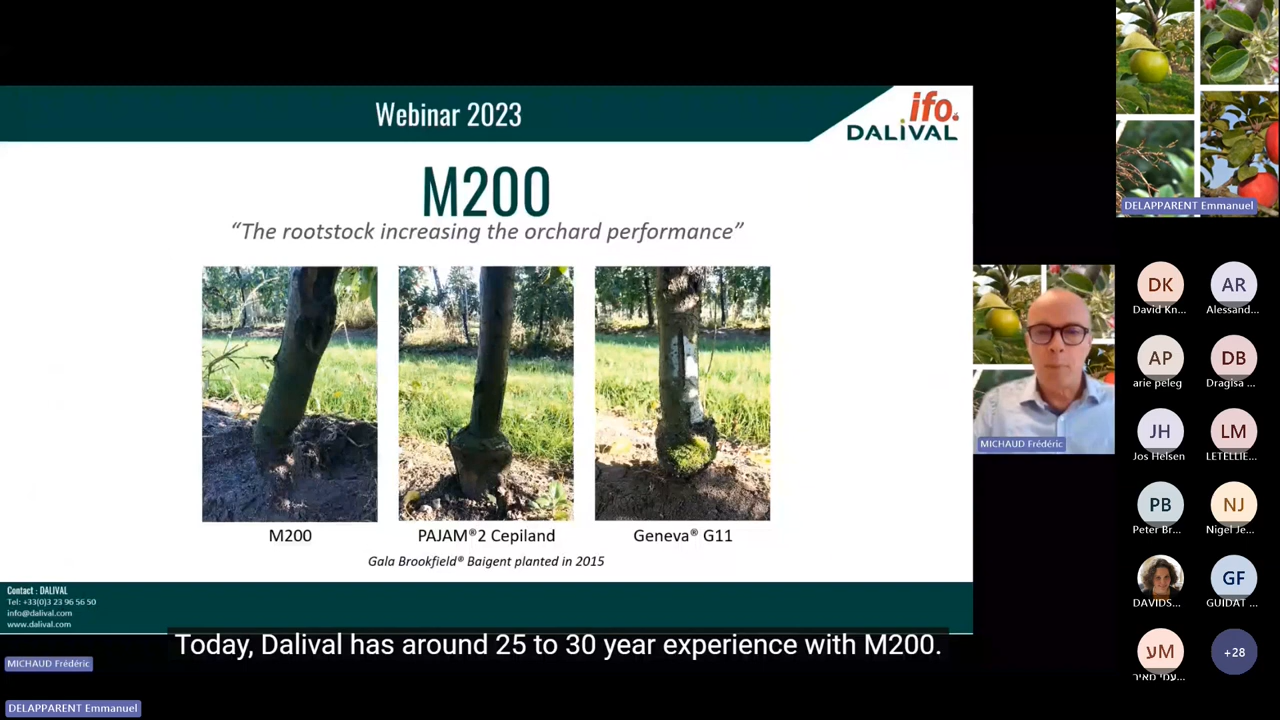 Webinar 2023
ifo.
DALIVAL
M200
“The rootstock increasing the orchard performance”
M200
PAJAM®2 Cepiland
Geneva® G11
Gala Brookfield® Baigent planted in 2015
Contact : DALIVAL
Tel: +33(0)3 23 96 56 50
info@dalival.com
www.dalival.com
Today, Dalival has around 25 to 30 year experience with M200.
MICHAUD Frédéric
DELAPPARENT Emmanuel
DELAPPARENT Emmanuel
MICHAUD Frédéric
DK
David Kn...
AR
Alessand...
AP
arie peleg
DB
Dragisa ...
JH
Jos Helsen
LM
LETELLIE...
PB
Peter Br...
NJ
Nigel Je...
DAVIDS...
GF
GUIDAT ...
עM
עמי מאיר...
+28